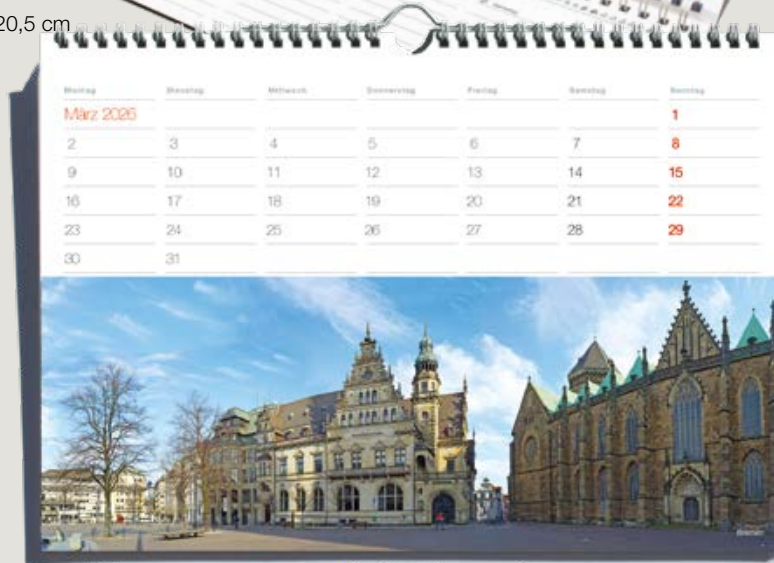 20,5 cm
Montag Dienstag Mittwoch Donnerstag Freitag Samstag Sonntag
März 2026 1
2 3 4 5 6 7 8
9 10 11 12 13 14 15
16 17 18 19 20 21 22
23 24 25 26 27 28 29
30 31
Bremen